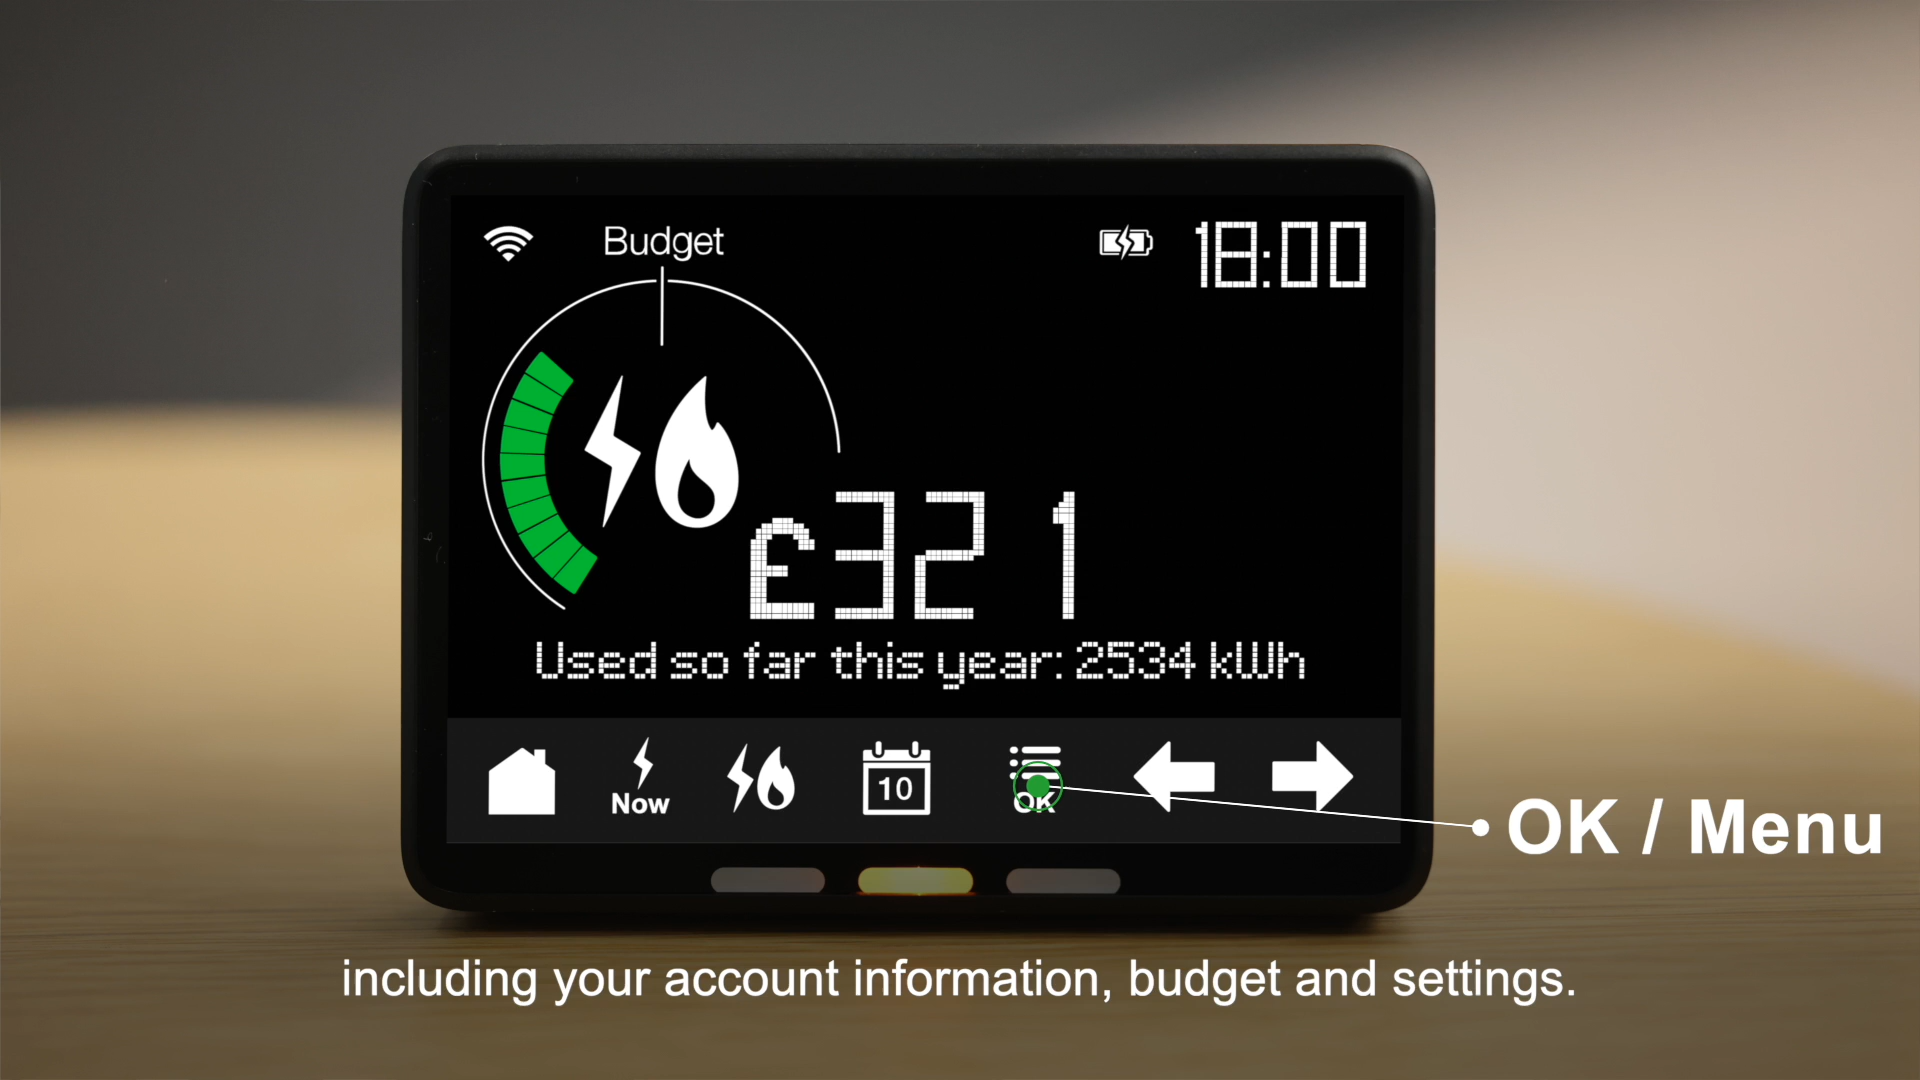 Budget
18:00
£321
Used so far this year: 2534 kWh
Now
10
OK
OK / Menu
including your account information, budget and settings.